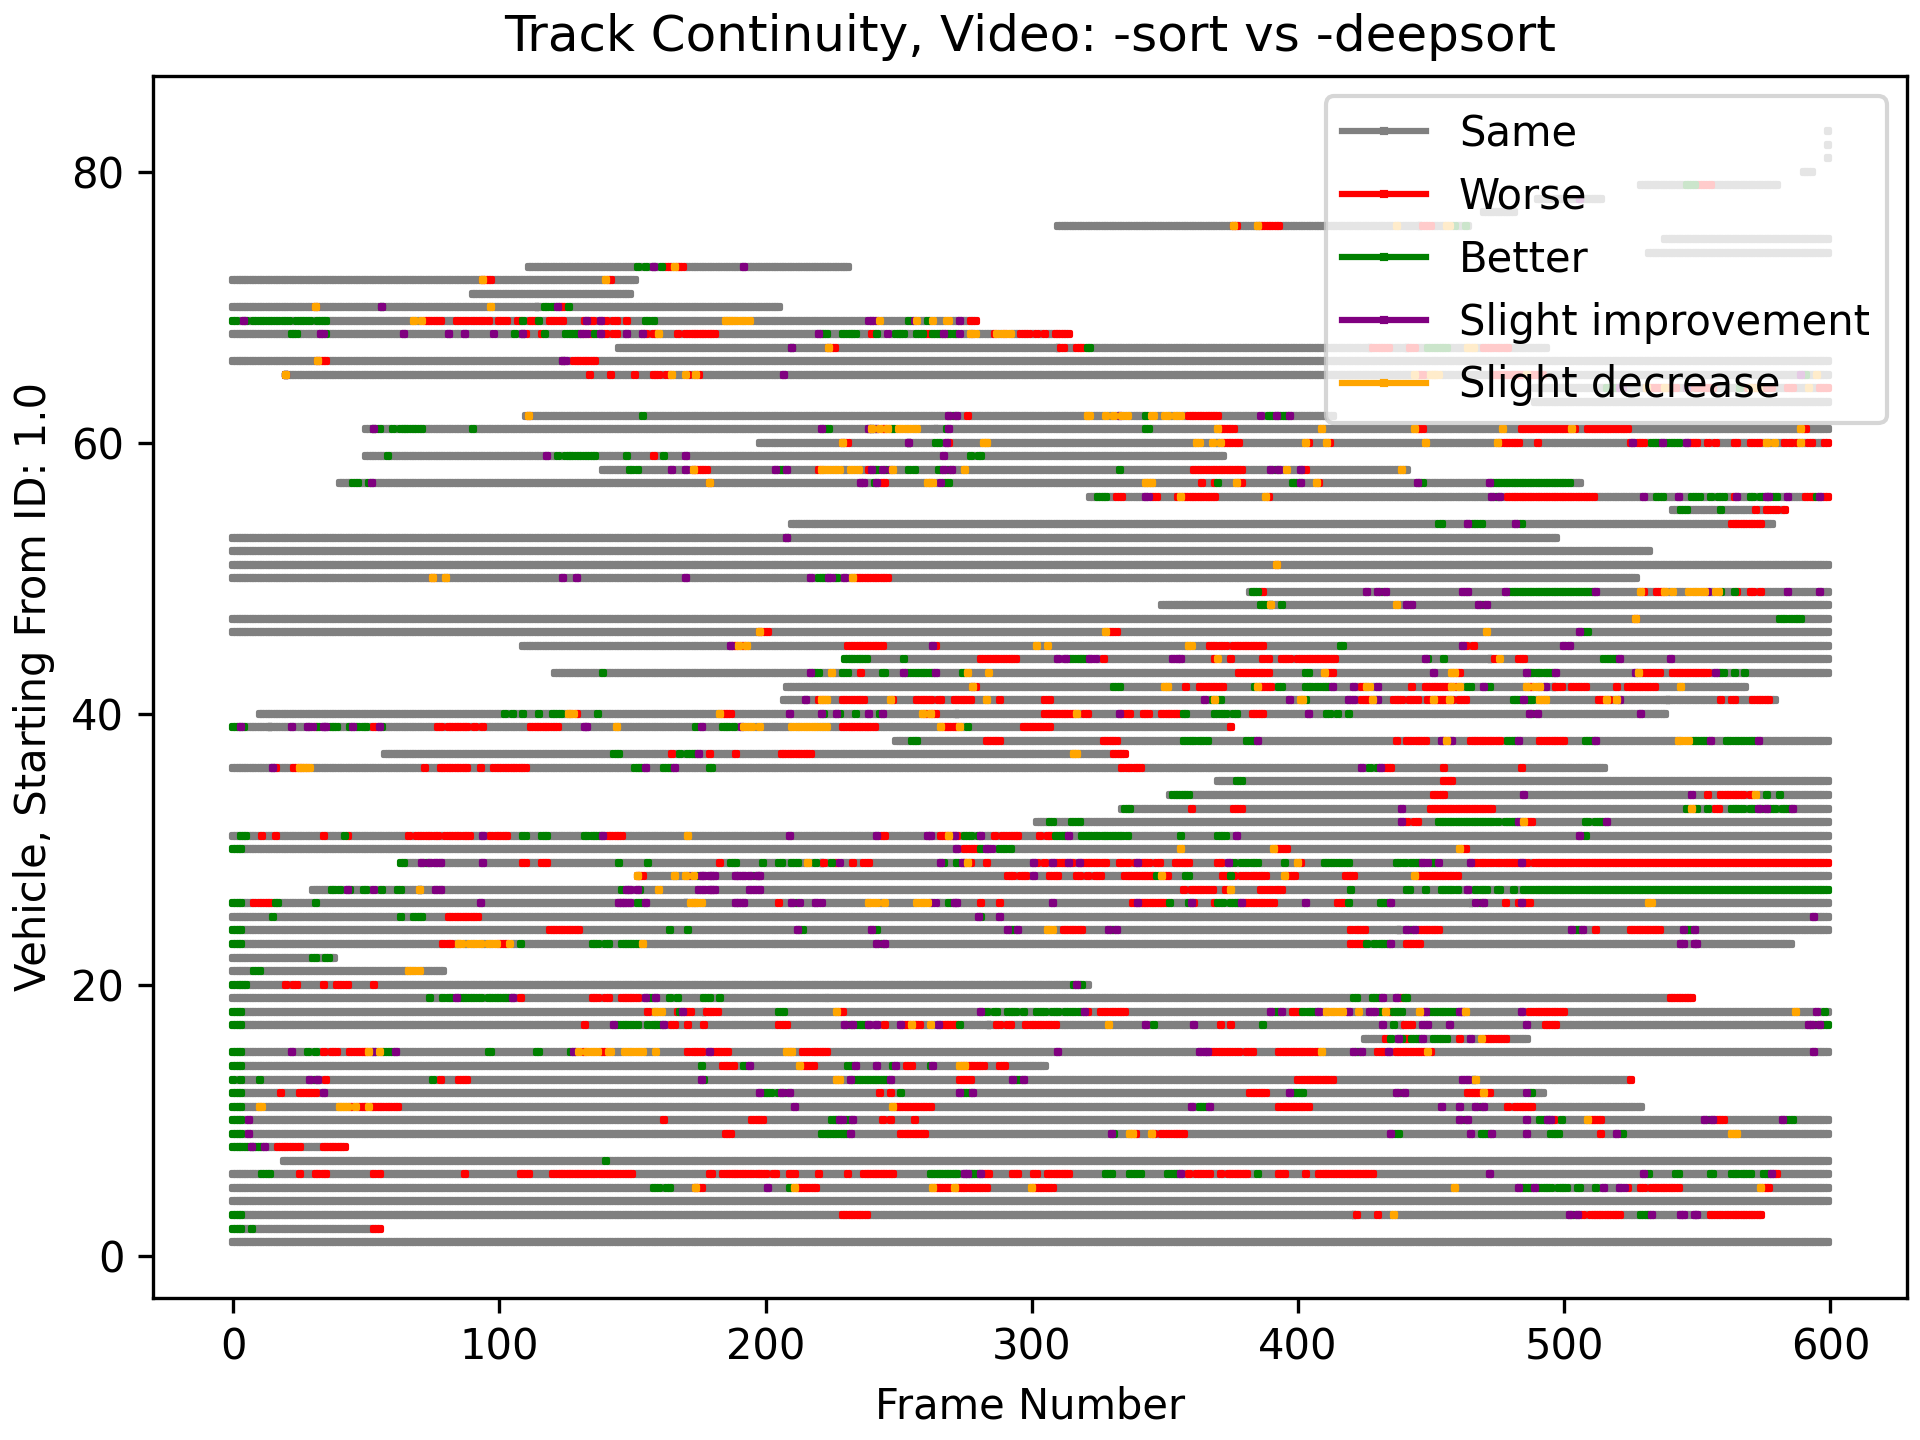 Track Continuity, Video: -sort vs -deepsort
Same
Worse
Better
Slight improvement
Slight decrease
80
60
40
20
0
Vehicle, Starting From ID: 1.0
0 100 200 300 400 500 600
Frame Number